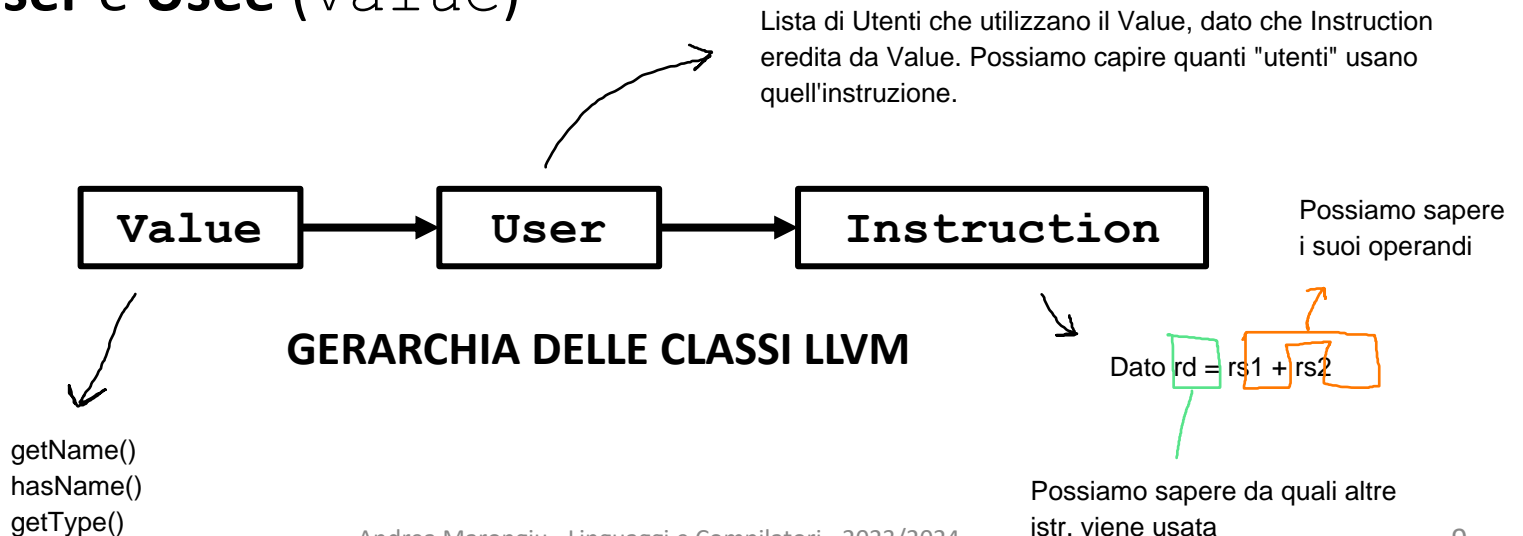 User e Usee (Value)
Lista di Utenti che utilizzano il Value, dato che Instruction
eredita da Value. Possiamo capire quanti "utenti" usano
quell'instruzione.
Value
User
Instruction
Possiamo sapere
i suoi operandi
GERARCHIA DELLE CLASSI LLVM
Dato rd = rs1 + rs2
getName()
hasName()
getType()
Possiamo sapere da quali altre
istr. viene usata
Andrea Marongiu - Linguaggi e Compilatori - 2023/2024
9